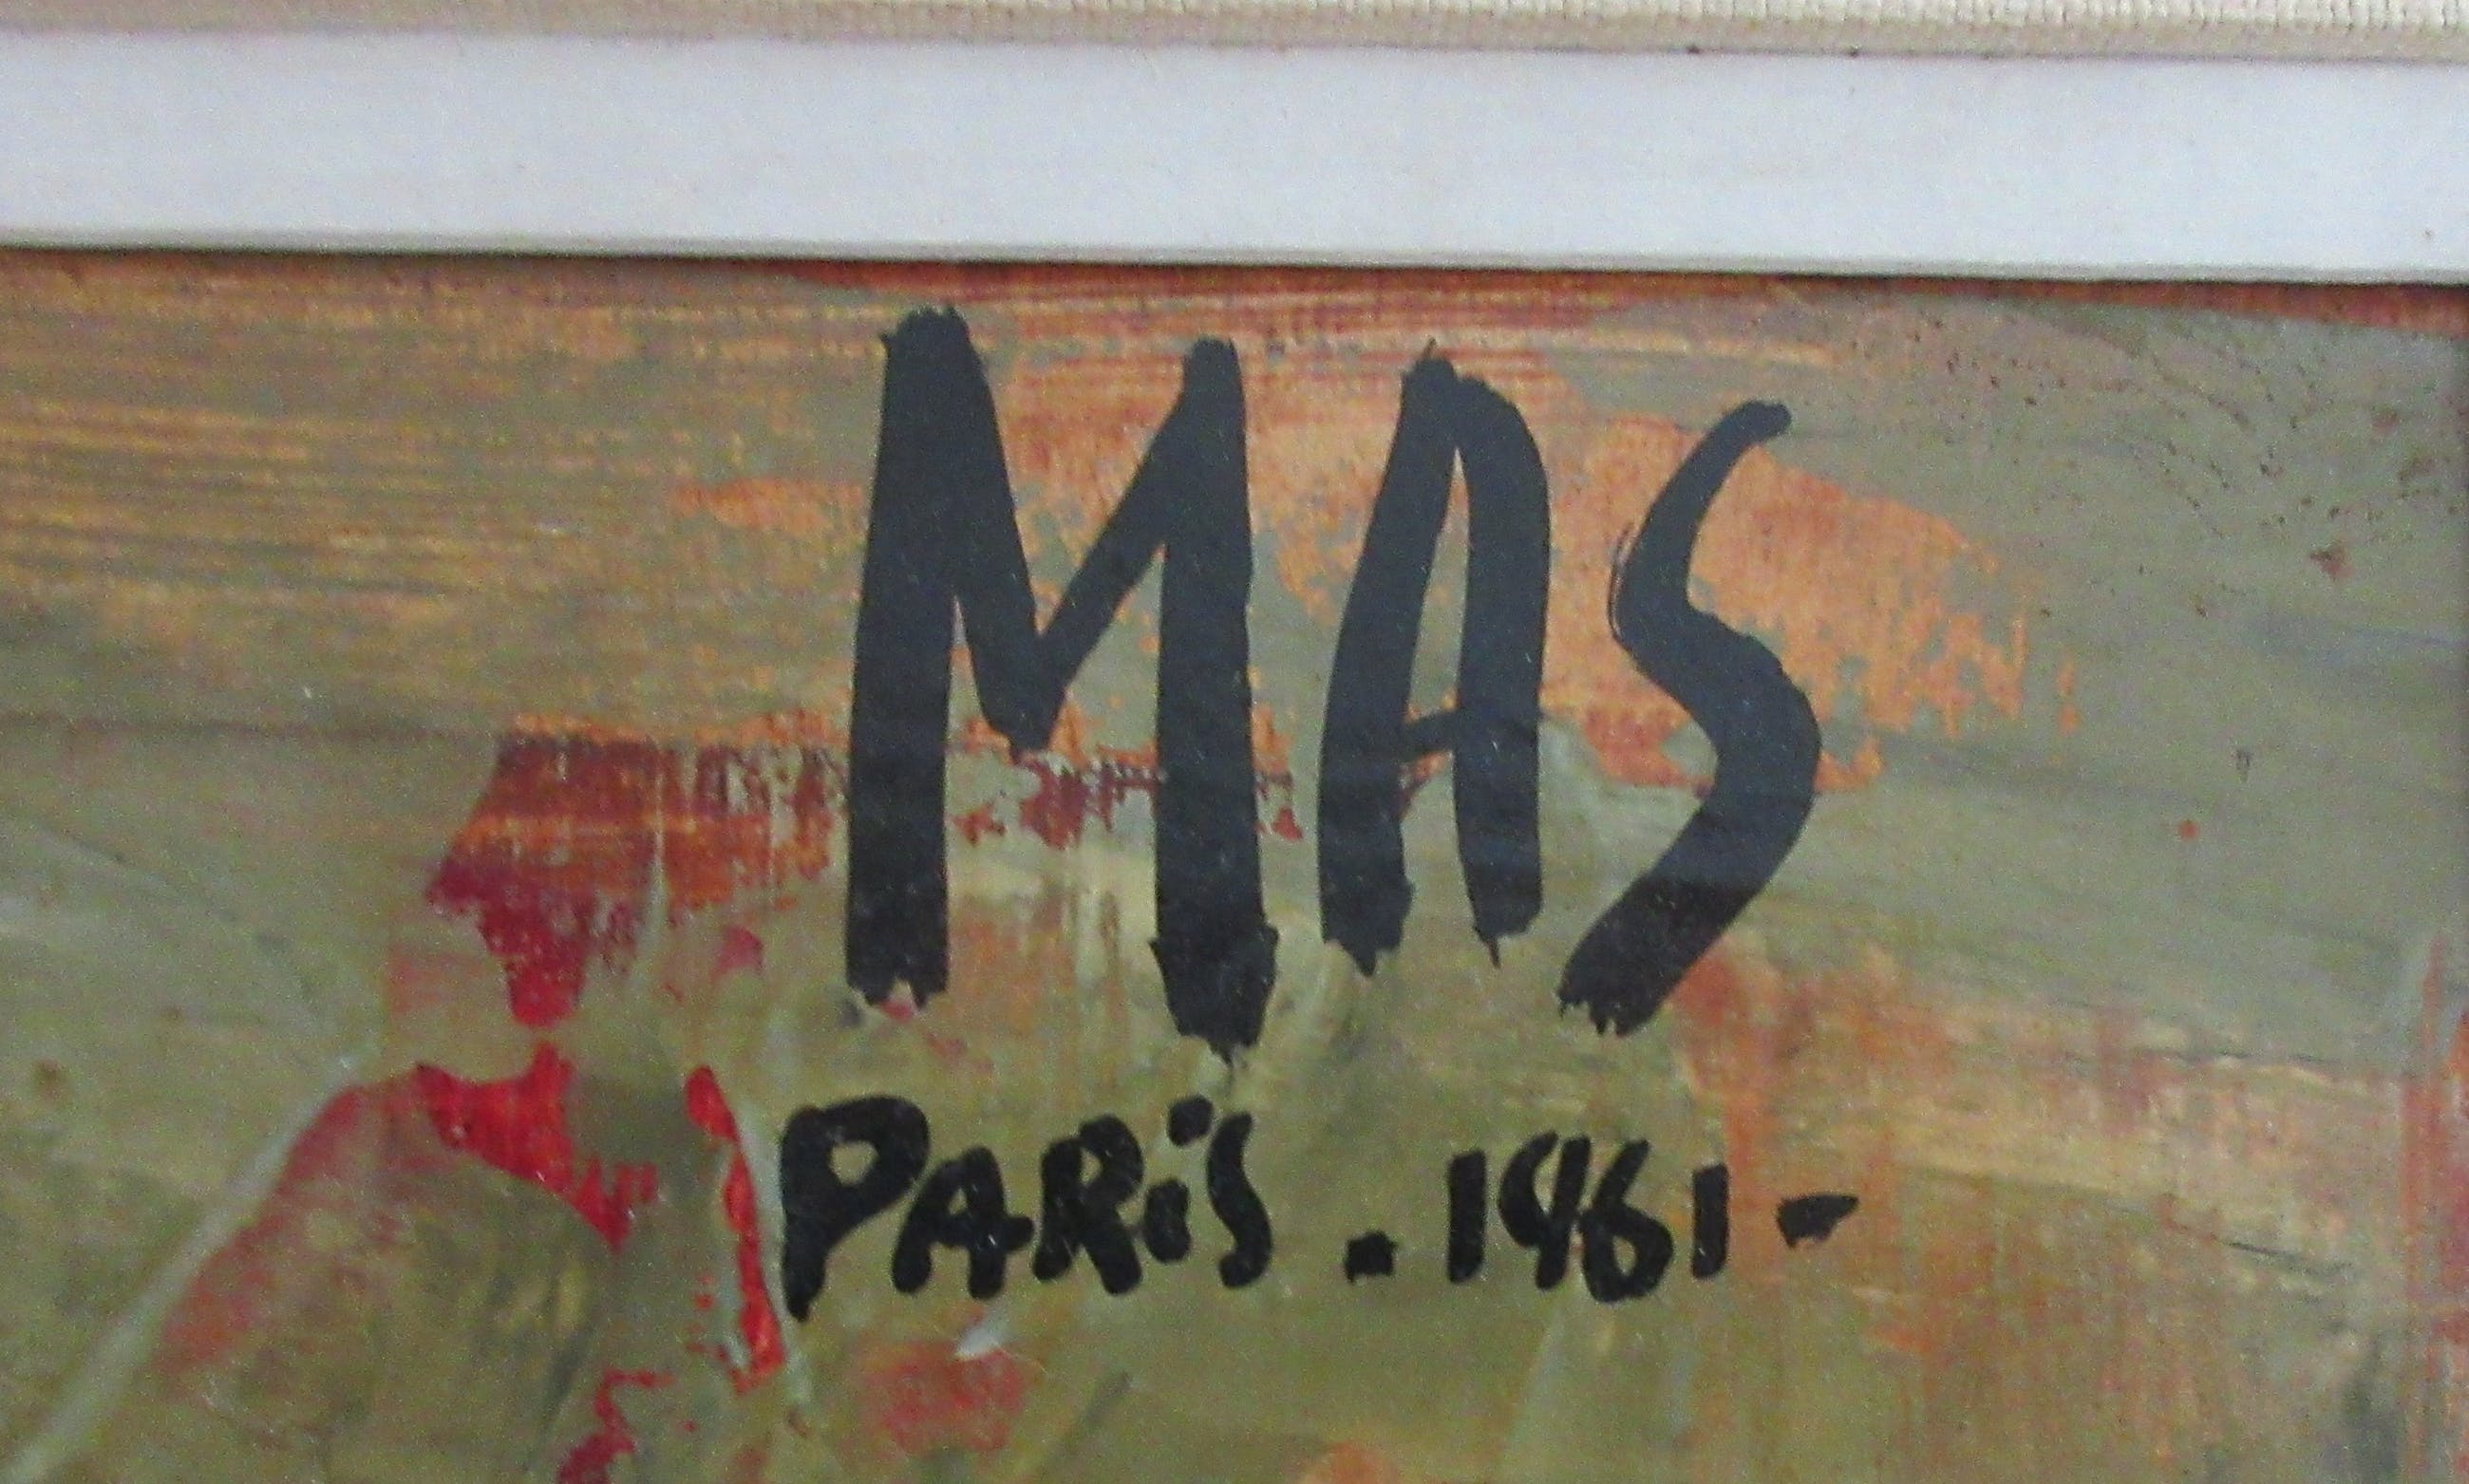 MAS
PARiS . 1961-